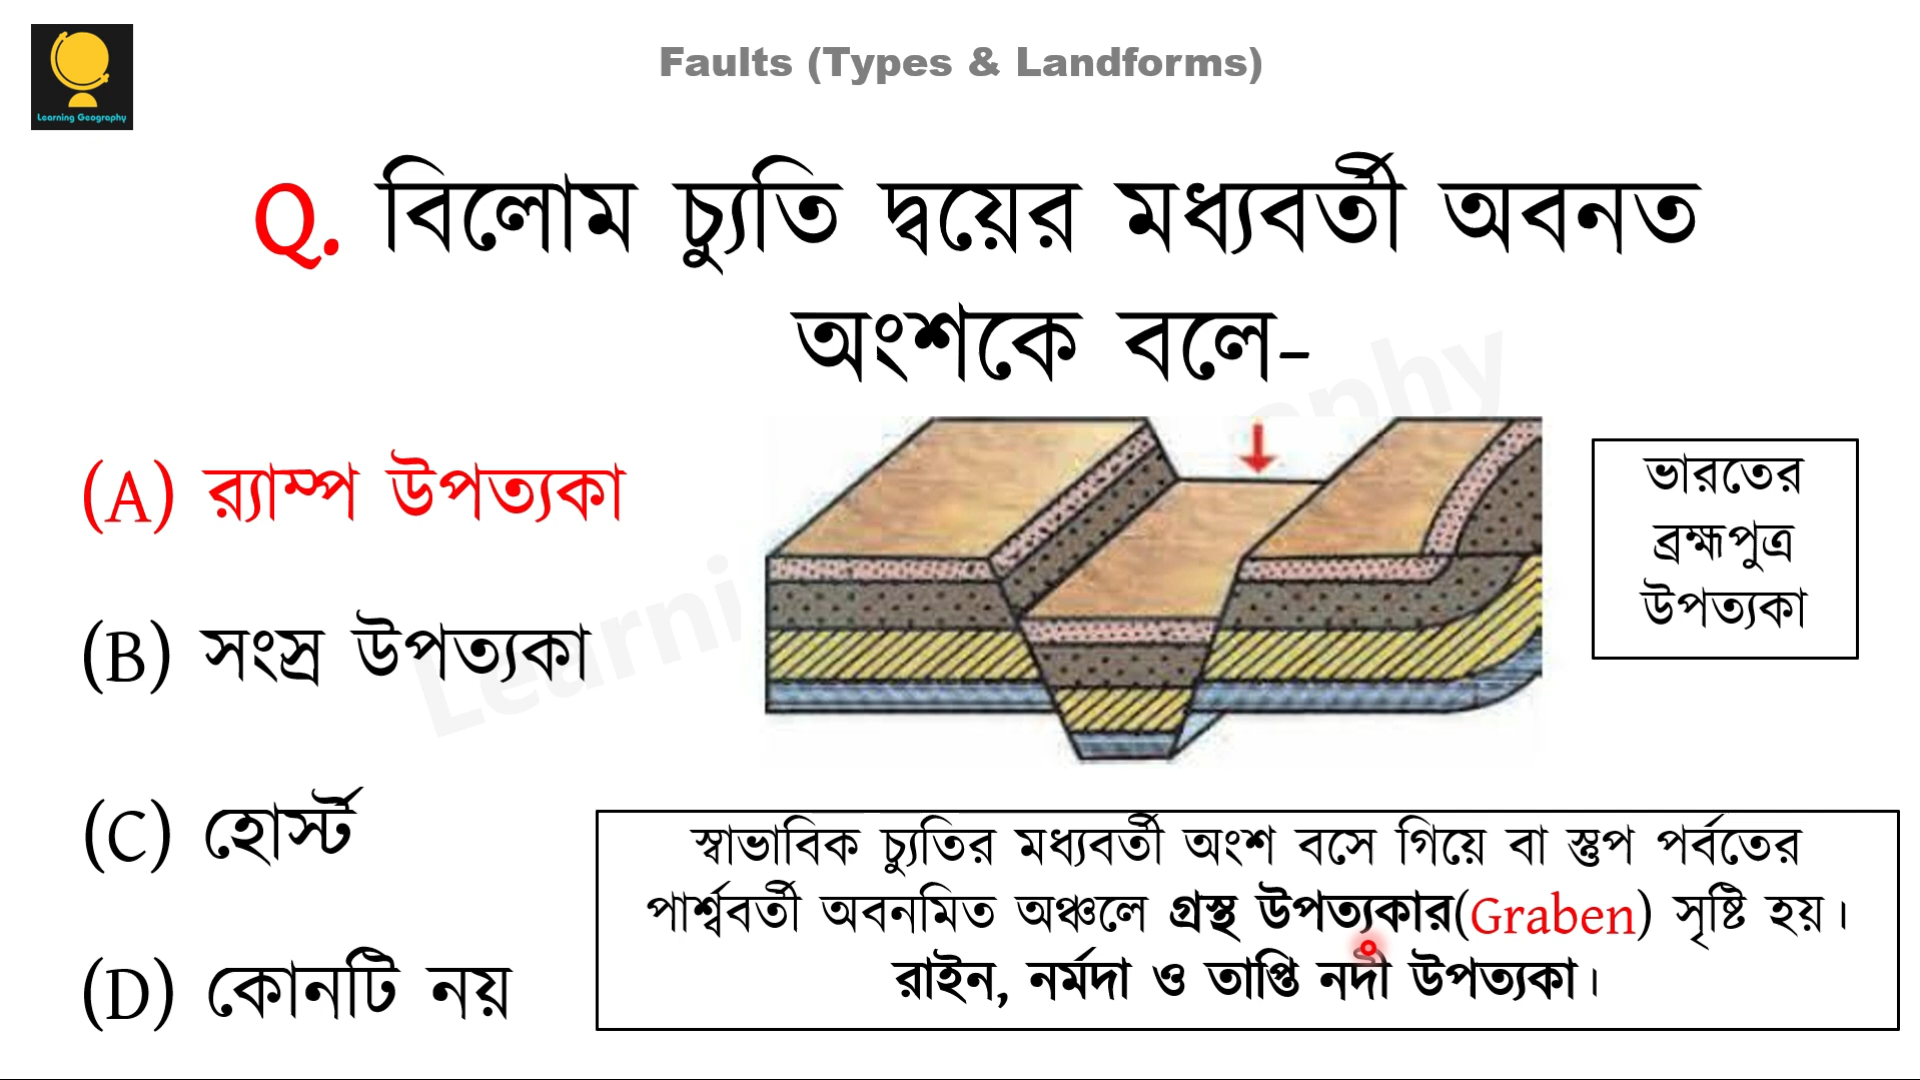 Learning Geography
Faults (Types & Landforms)
Q. বিলোম চ্যুতি দ্বয়ের মধ্যবর্তী অবনত
অংশকে বলে-
(A) র‍্যাম্প উপত্যকা
(B) সংস্র উপত্যকা
(C) হোর্স্ট
(D) কোনটি নয়
ভারতের
ব্রহ্মপুত্র
উপত্যকা
স্বাভাবিক চ্যুতির মধ্যবর্তী অংশ বসে গিয়ে বা স্তুপ পর্বতের
পার্শ্ববর্তী অবনমিত অঞ্চলে গ্রস্থ উপত্যকার(Graben) সৃষ্টি হয়।
রাইন, নর্মদা ও তাপ্তি নদী উপত্যকা।